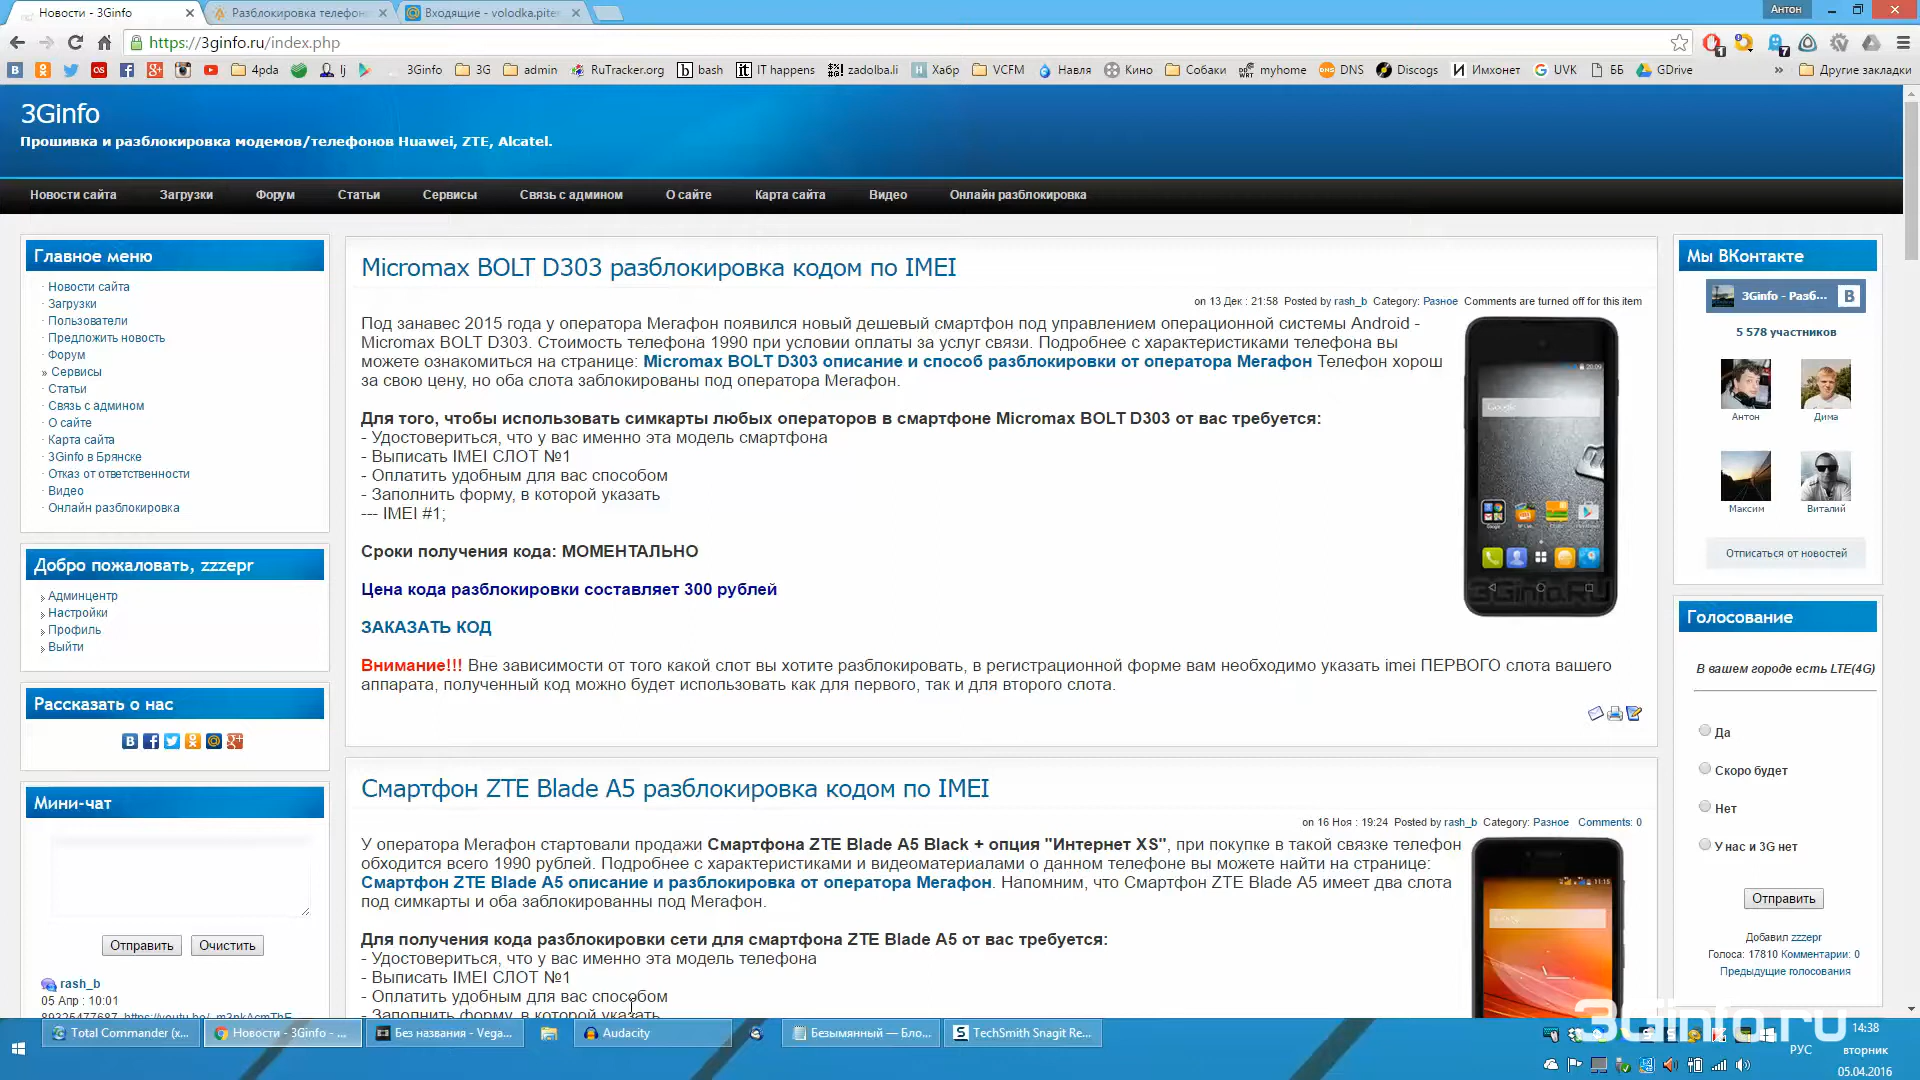 Новости - 3Ginfo
Разблокировка телефон
Входящие - volodka.piter
Антон
https://3ginfo.ru/index.php
4pda
lj
3Ginfo
3G
admin
RuTracker.org
bash
IT happens
zadolba.li
Хабр
VCFM
Навля
Кино
Собаки
myhome
DNS
Discogs
Имхонет
UVK
ББ
GDrive
»
Другие закладки
3Ginfo
Прошивка и разблокировка модемов/телефонов Huawei, ZTE, Alcatel.
Новости сайта
Загрузки
Форум
Статьи
Сервисы
Связь с админом
О сайте
Карта сайта
Видео
Онлайн разблокировка
Главное меню
· Новости сайта
· Загрузки
· Пользователи
· Предложить новость
· Форум
» Сервисы
· Статьи
· Связь с админом
· О сайте
· Карта сайта
· 3Ginfo в Брянске
· Отказ от ответственности
· Видео
· Онлайн разблокировка
Добро пожаловать, zzzepr
Админцентр
Настройки
Профиль
Выйти
Рассказать о нас
Мини-чат
Отправить
Очистить
rash_b
05 Апр : 10:01
Micromax BOLT D303 разблокировка кодом по IMEI
on 13 Дек : 21:58 Posted by rash_b Category: Разное Comments are turned off for this item
Под занавес 2015 года у оператора Мегафон появился новый дешевый смартфон под управлением операционной системы Android -
Micromax BOLT D303. Стоимость телефона 1990 при условии оплаты за услуг связи. Подробнее с характеристиками телефона вы
можете ознакомиться на странице: Micromax BOLT D303 описание и способ разблокировки от оператора Мегафон Телефон хорош
за свою цену, но оба слота заблокированы под оператора Мегафон.
Для того, чтобы использовать симкарты любых операторов в смартфоне Micromax BOLT D303 от вас требуется:
- Удостовериться, что у вас именно эта модель смартфона
- Выписать IMEI СЛОТ №1
- Оплатить удобным для вас способом
- Заполнить форму, в которой указать
--- IMEI #1;
Сроки получения кода: МОМЕНТАЛЬНО
Цена кода разблокировки составляет 300 рублей
ЗАКАЗАТЬ КОД
Внимание!!! Вне зависимости от того какой слот вы хотите разблокировать, в регистрационной форме вам необходимо указать imei ПЕРВОГО слота вашего
аппарата, полученный код можно будет использовать как для первого, так и для второго слота.
3Ginfo.RU
Смартфон ZTE Blade A5 разблокировка кодом по IMEI
on 16 Ноя : 19:24 Posted by rash_b Category: Разное Comments: 0
У оператора Мегафон стартовали продажи Смартфона ZTE Blade A5 Black + опция "Интернет XS", при покупке в такой связке телефон
обходится всего 1990 рублей. Подробнее с характеристиками и видеоматериалами о данном телефоне вы можете найти на странице:
Смартфон ZTE Blade A5 описание и разблокировка от оператора Мегафон. Напомним, что Смартфон ZTE Blade A5 имеет два слота
под симкарты и оба заблокированны под Мегафон.
Для получения кода разблокировки сети для смартфона ZTE Blade A5 от вас требуется:
- Удостовериться, что у вас именно эта модель телефона
- Выписать IMEI СЛОТ №1
- Оплатить удобным для вас способом
- Заполнить форму, в которой указать
Мы ВКонтакте
3Ginfo - Разб...
5 578 участников
Антон
Дима
Максим
Виталий
Отписаться от новостей
Голосование
В вашем городе есть LTE(4G)
Да
Скоро будет
Нет
У нас и 3G нет
Отправить
Добавил zzzepr
Голоса: 17810 Комментарии: 0
Предыдущие голосования
Total Commander (x...
Новости - 3Ginfo - ...
Без названия - Vega...
Audacity
Безымянный — Бло...
TechSmith Snagit Re...
3Ginfo.ru
РУС
14:38
вторник
05.04.2016